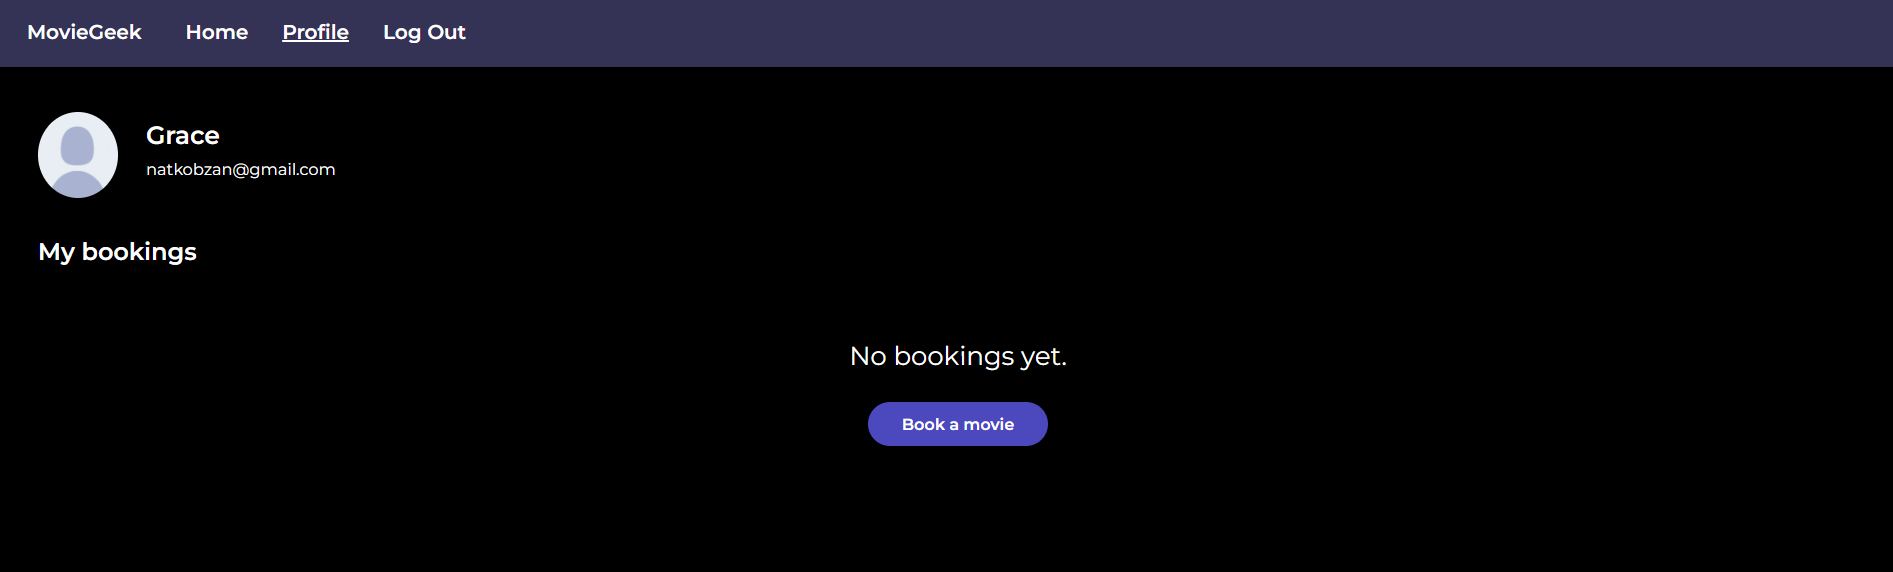 MovieGeek Home Profile Log Out
Grace
natkobzan@gmail.com
My bookings
No bookings yet.
Book a movie